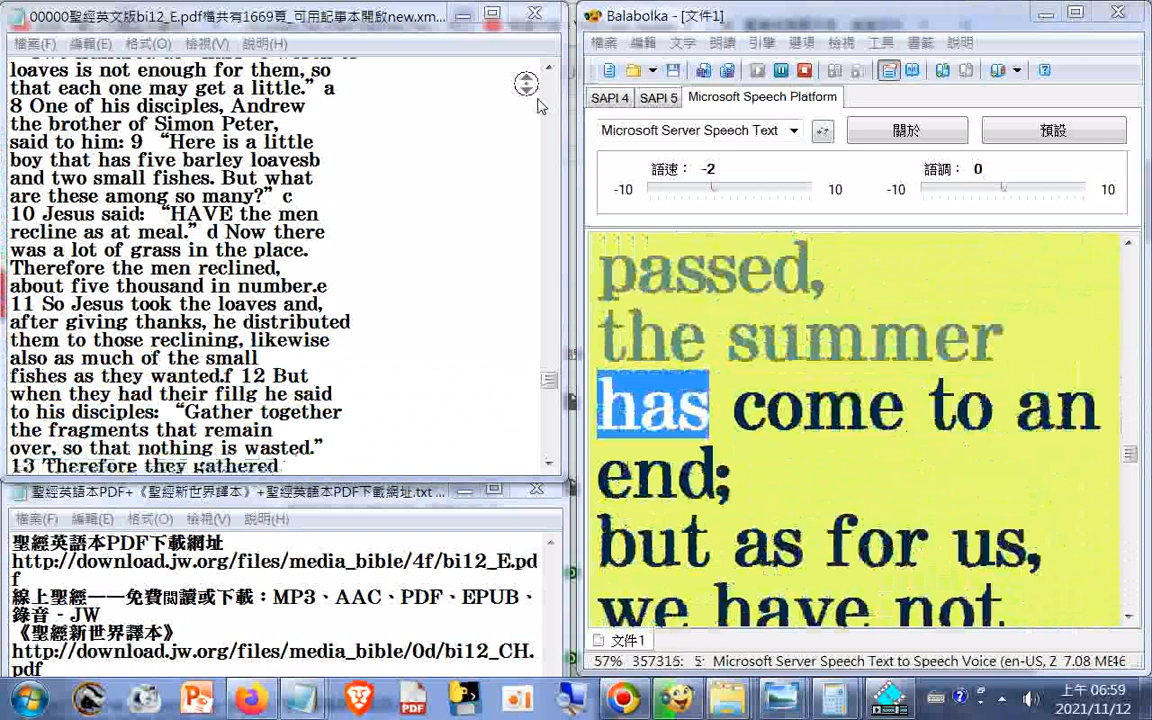 00000聖經英文版bi12_E.pdf檔共有1669頁_可用記事本開啟new.xm...
檔案(F) 編輯(E) 格式(O) 檢視(V) 說明(H)
loaves is not enough for them, so
that each one may get a little.” a
8 One of his disciples, Andrew
the brother of Simon Peter,
said to him: 9 “Here is a little
boy that has five barley loavesb
and two small fishes. But what
are these among so many?” c
10 Jesus said: “HAVE the men
recline as at meal.” d Now there
was a lot of grass in the place.
Therefore the men reclined,
about five thousand in number.e
11 So Jesus took the loaves and,
after giving thanks, he distributed
them to those reclining, likewise
also as much of the small
fishes as they wanted.f 12 But
when they had their fillg he said
to his disciples: “Gather together
the fragments that remain
over, so that nothing is wasted.”
13 Therefore they gathered
聖經英語本PDF+《聖經新世界譯本》+聖經英語本PDF下載網址.txt ...
檔案(F) 編輯(E) 格式(O) 檢視(V) 說明(H)
聖經英語本PDF下載網址
http://download.jw.org/files/media_bible/4f/bi12_E.pd
f
線上聖經——免費閱讀或下載：MP3、AAC、PDF、EPUB、
錄音 - JW
《聖經新世界譯本》
http://download.jw.org/files/media_bible/0d/bi12_CH.
pdf
Balabolka - [文件1]
檔案 編輯 文字 朗讀 引擎 選項 檢視 工具 書籤 說明
SAPI 4 SAPI 5 Microsoft Speech Platform
Microsoft Server Speech Text 關於 預設
語速： -2 語調： 0
-10 10 -10 10
passed,
the summer
has come to an
end;
but as for us,
we have not
文件1
57% 357315: 5: Microsoft Server Speech Text to Speech Voice (en-US, Z 7.08 ME46
上午 06:59
2021/11/12